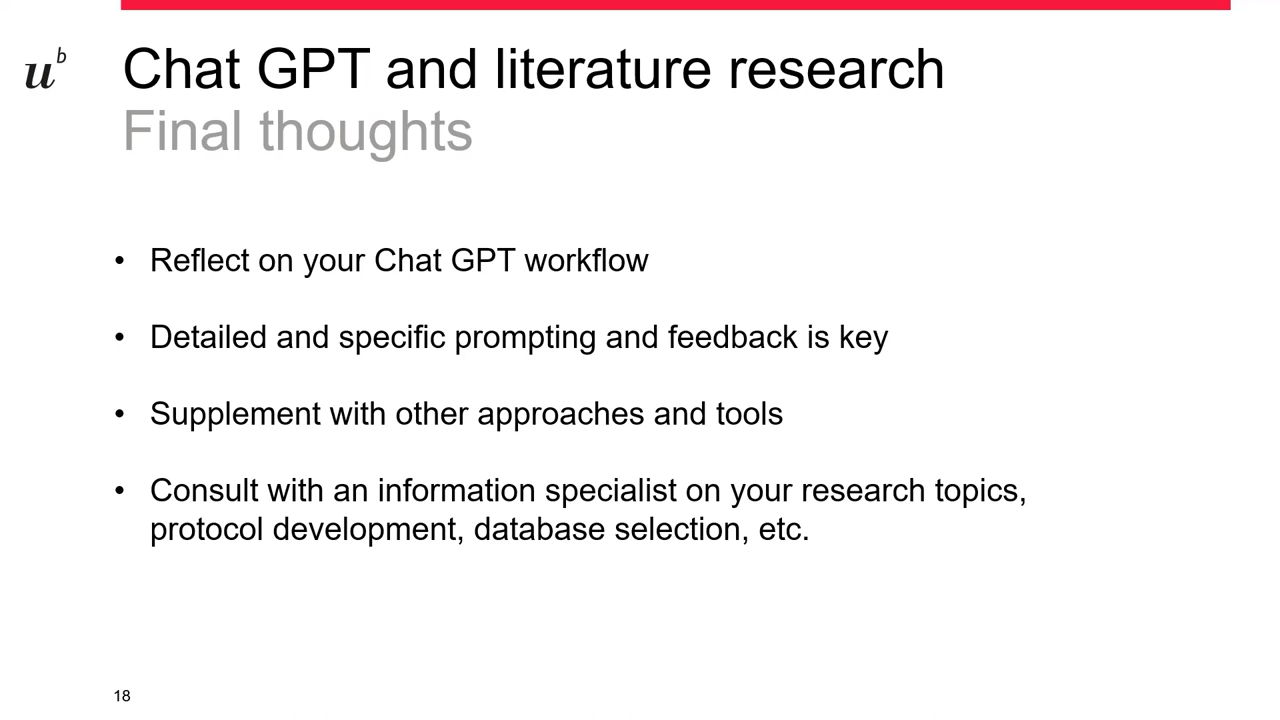 u^b
Chat GPT and literature research
Final thoughts
• Reflect on your Chat GPT workflow
• Detailed and specific prompting and feedback is key
• Supplement with other approaches and tools
• Consult with an information specialist on your research topics,
protocol development, database selection, etc.
18